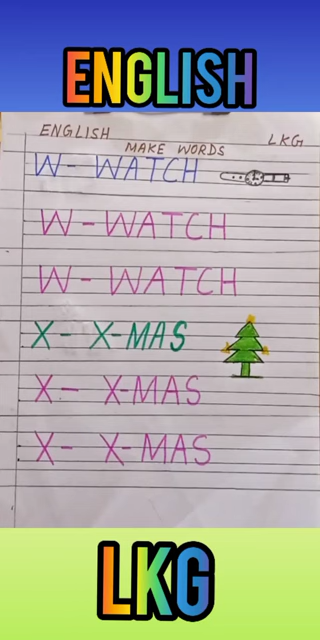 ENGLISH
ENGLISH LKG
MAKE WORDS
W - WATCH
W - WATCH
W - WATCH
X - X-MAS
X - X-MAS
X - X-MAS
LKG